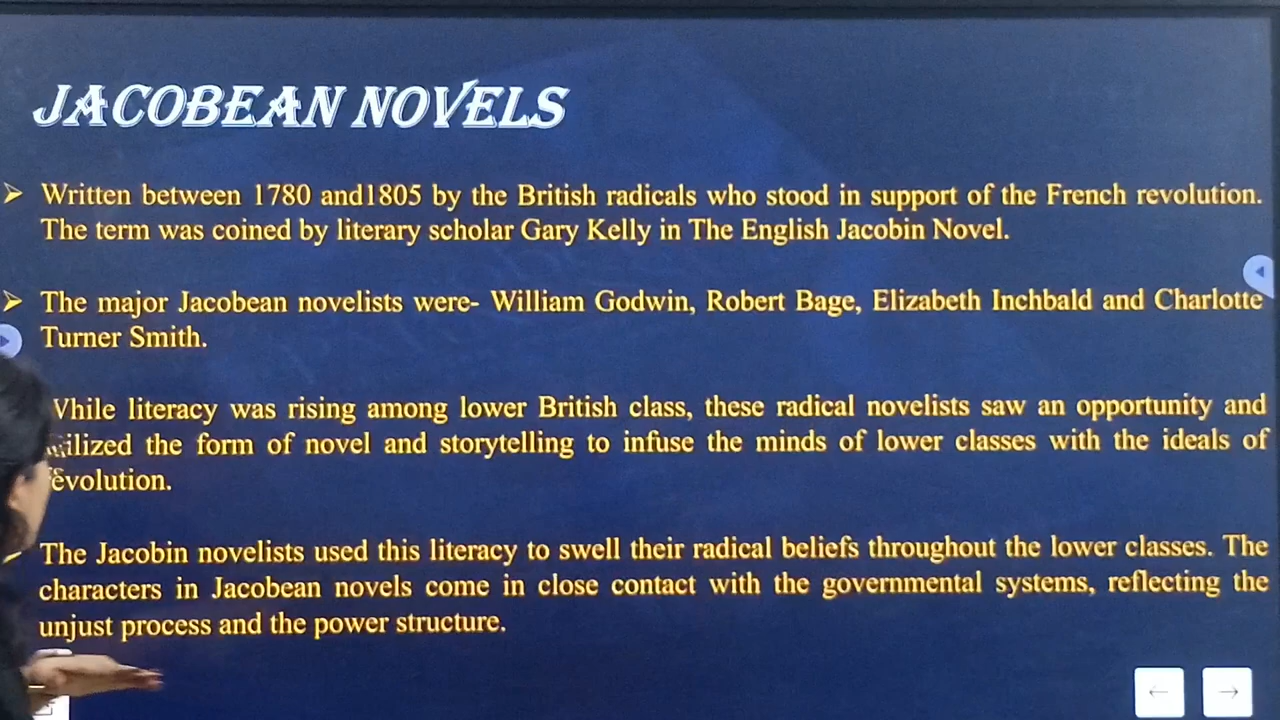 JACOBEAN NOVELS
Written between 1780 and1805 by the British radicals who stood in support of the French revolution.
The term was coined by literary scholar Gary Kelly in The English Jacobin Novel.
The major Jacobean novelists were- William Godwin, Robert Bage, Elizabeth Inchbald and Charlotte
Turner Smith.
While literacy was rising among lower British class, these radical novelists saw an opportunity and
utilized the form of novel and storytelling to infuse the minds of lower classes with the ideals of
revolution.
The Jacobin novelists used this literacy to swell their radical beliefs throughout the lower classes. The
characters in Jacobean novels come in close contact with the governmental systems, reflecting the
unjust process and the power structure.